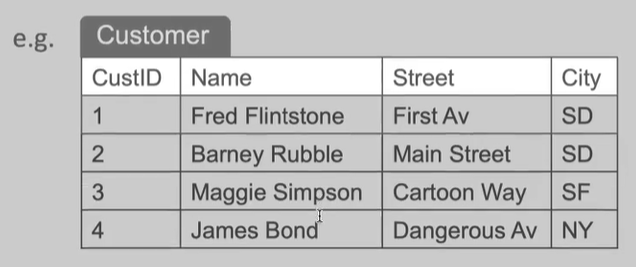 e.g. Customer
CustID Name Street City
1 Fred Flintstone First Av SD
2 Barney Rubble Main Street SD
3 Maggie Simpson Cartoon Way SF
4 James Bond Dangerous Av NY